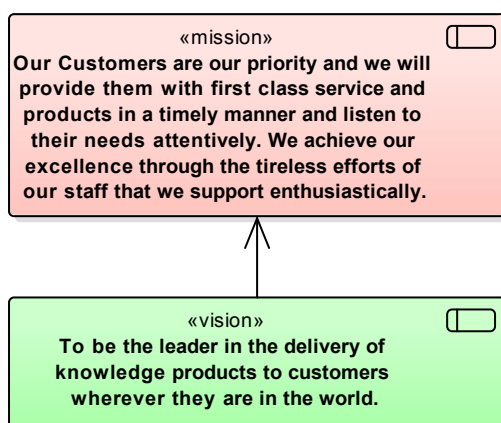 «mission»
Our Customers are our priority and we will
provide them with first class service and
products in a timely manner and listen to
their needs attentively. We achieve our
excellence through the tireless efforts of
our staff that we support enthusiastically.
«vision»
To be the leader in the delivery of
knowledge products to customers
wherever they are in the world.